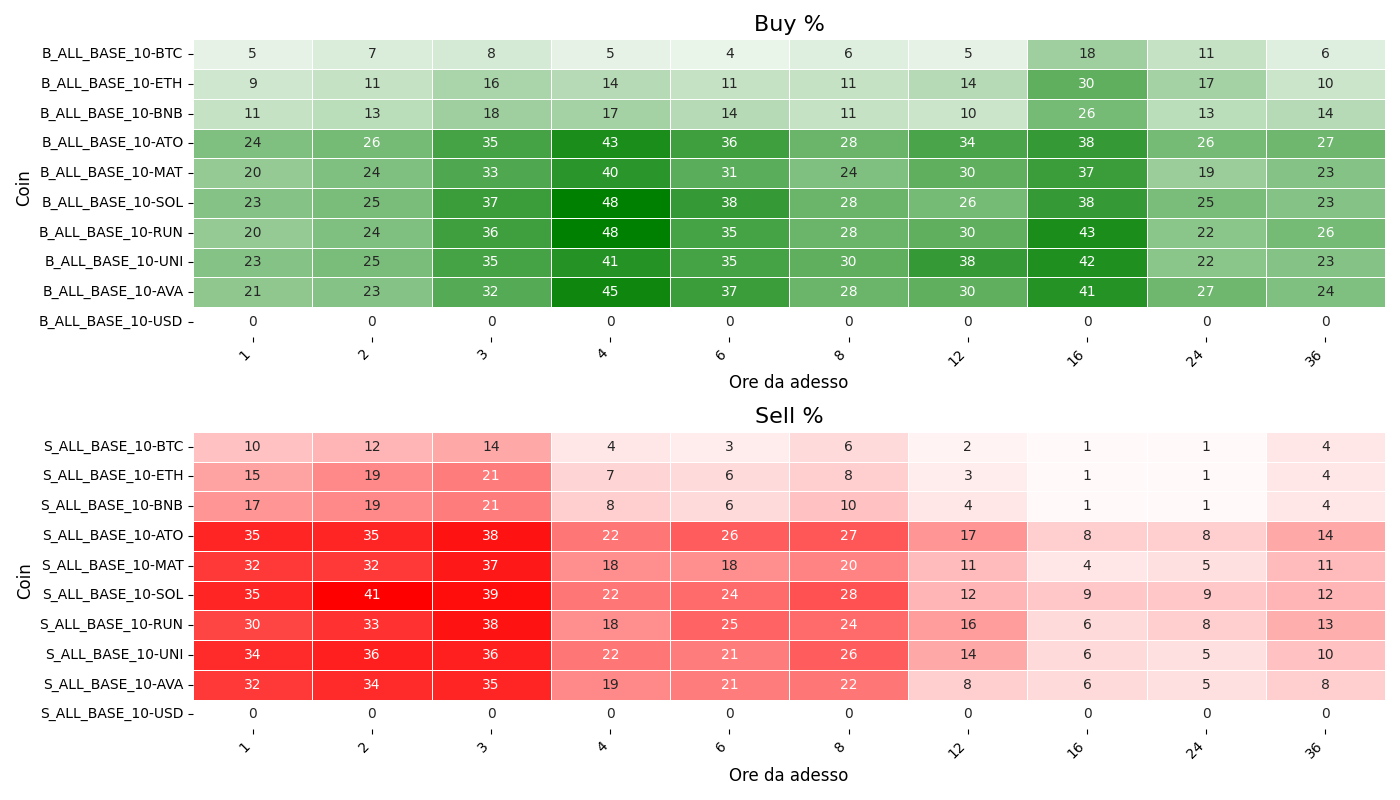 Buy %
Coin
B_ALL_BASE_10-BTC 5 7 8 5 4 6 5 18 11 6
B_ALL_BASE_10-ETH 9 11 16 14 11 11 14 30 17 10
B_ALL_BASE_10-BNB 11 13 18 17 14 11 10 26 13 14
B_ALL_BASE_10-ATO 24 26 35 43 36 28 34 38 26 27
B_ALL_BASE_10-MAT 20 24 33 40 31 24 30 37 19 23
B_ALL_BASE_10-SOL 23 25 37 48 38 28 26 38 25 23
B_ALL_BASE_10-RUN 20 24 36 48 35 28 30 43 22 26
B_ALL_BASE_10-UNI 23 25 35 41 35 30 38 42 22 23
B_ALL_BASE_10-AVA 21 23 32 45 37 28 30 41 27 24
B_ALL_BASE_10-USD 0 0 0 0 0 0 0 0 0 0
1 2 3 4 6 8 12 16 24 36
Ore da adesso
Sell %
Coin
S_ALL_BASE_10-BTC 10 12 14 4 3 6 2 1 1 4
S_ALL_BASE_10-ETH 15 19 21 7 6 8 3 1 1 4
S_ALL_BASE_10-BNB 17 19 21 8 6 10 4 1 1 4
S_ALL_BASE_10-ATO 35 35 38 22 26 27 17 8 8 14
S_ALL_BASE_10-MAT 32 32 37 18 18 20 11 4 5 11
S_ALL_BASE_10-SOL 35 41 39 22 24 28 12 9 9 12
S_ALL_BASE_10-RUN 30 33 38 18 25 24 16 6 8 13
S_ALL_BASE_10-UNI 34 36 36 22 21 26 14 6 5 10
S_ALL_BASE_10-AVA 32 34 35 19 21 22 8 6 5 8
S_ALL_BASE_10-USD 0 0 0 0 0 0 0 0 0 0
1 2 3 4 6 8 12 16 24 36
Ore da adesso